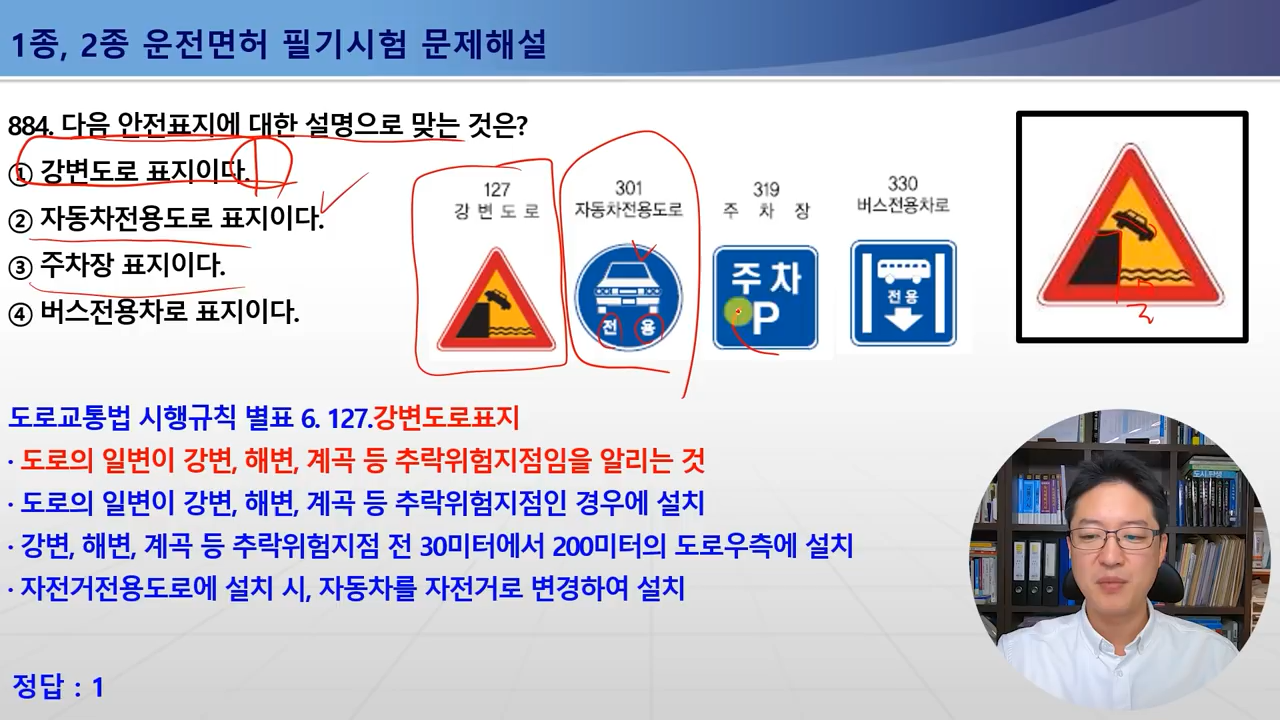 1종, 2종 운전면허 필기시험 문제해설
884. 다음 안전표지에 대한 설명으로 맞는 것은?
① 강변도로 표지이다.
② 자동차전용도로 표지이다.
③ 주차장 표지이다.
④ 버스전용차로 표지이다.
127
강 변 도 로
301
자동차전용도로
전 용
319
주 차 장
주차
P
330
버스전용차로
전용
물
도로교통법 시행규칙 별표 6. 127.강변도로표지
· 도로의 일변이 강변, 해변, 계곡 등 추락위험지점임을 알리는 것
· 도로의 일변이 강변, 해변, 계곡 등 추락위험지점인 경우에 설치
· 강변, 해변, 계곡 등 추락위험지점 전 30미터에서 200미터의 도로우측에 설치
· 자전거전용도로에 설치 시, 자동차를 자전거로 변경하여 설치
정답 : 1